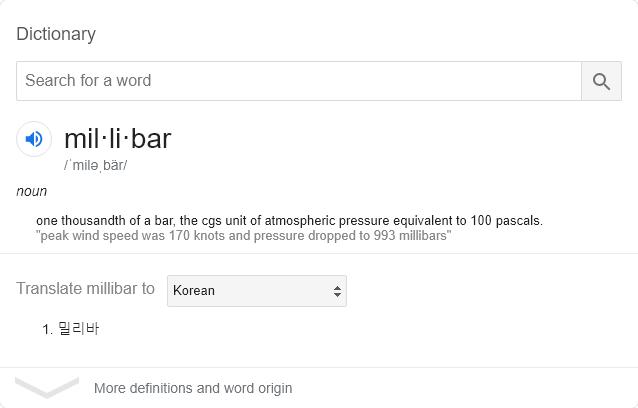 Dictionary
Search for a word
mil·li·bar
/ˈmiləˌbär/
noun
one thousandth of a bar, the cgs unit of atmospheric pressure equivalent to 100 pascals.
"peak wind speed was 170 knots and pressure dropped to 993 millibars"
Translate millibar to Korean
1. 밀리바
More definitions and word origin